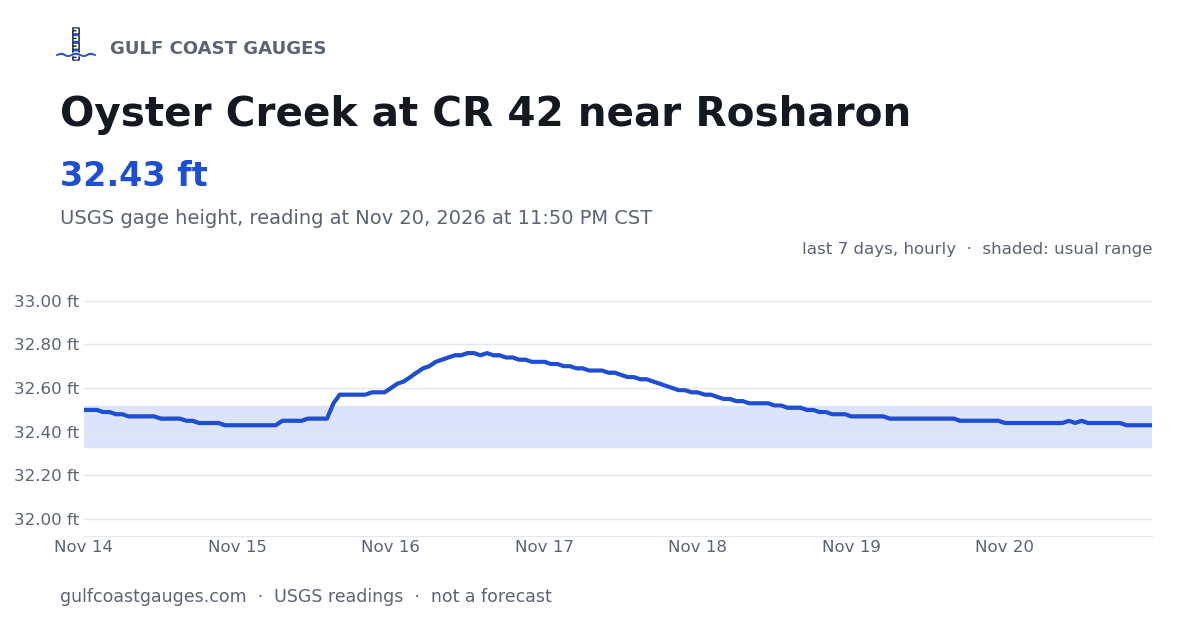 GULF COAST GAUGES
Oyster Creek at CR 42 near Rosharon
32.43 ft
USGS gage height, reading at Nov 20, 2026 at 11:50 PM CST
last 7 days, hourly · shaded: usual range
33.00 ft
32.80 ft
32.60 ft
32.40 ft
32.20 ft
32.00 ft
Nov 14 Nov 15 Nov 16 Nov 17 Nov 18 Nov 19 Nov 20
gulfcoastgauges.com · USGS readings · not a forecast